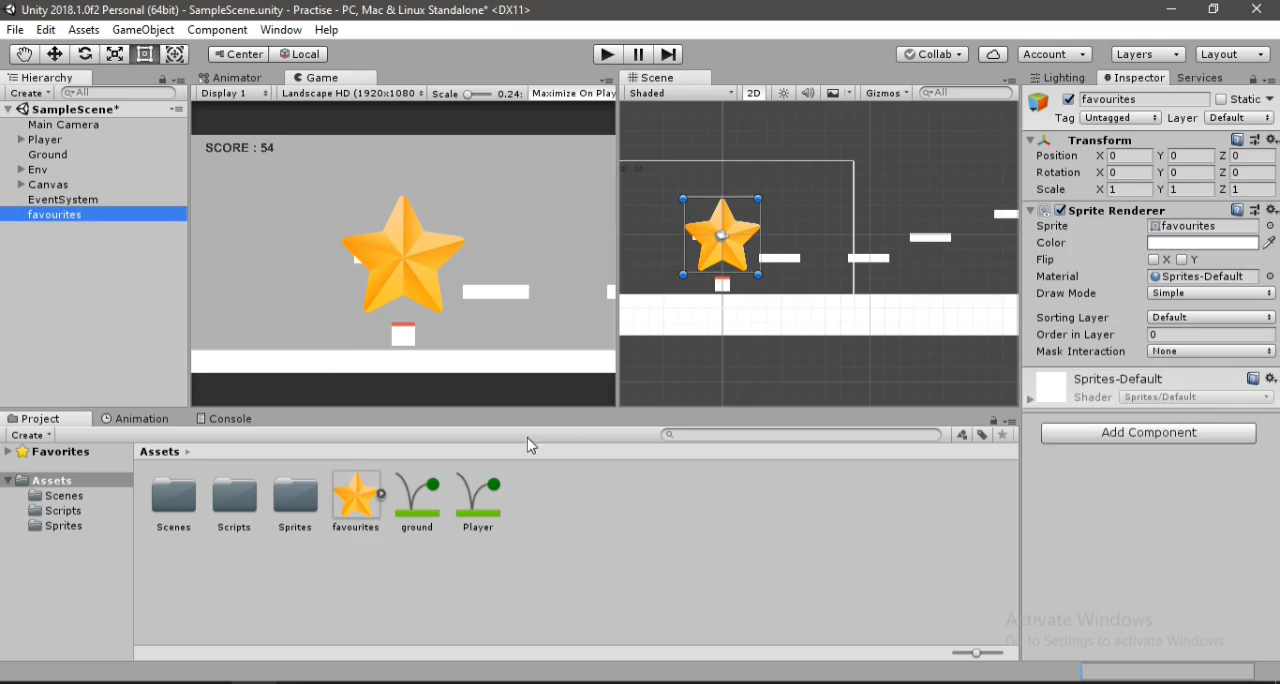 Unity 2018.1.0f2 Personal (64bit) - SampleScene.unity - Practise - PC, Mac & Linux Standalone* <DX11>
File Edit Assets GameObject Component Window Help
Center Local Collab Account Layers Layout
Hierarchy Animator Game Scene Lighting Inspector Services
Create All Display 1 Landscape HD (1920x1080 Scale 0.24: Maximize On Play Shaded 2D Gizmos All
favourites Static
Tag Untagged Layer Default
SampleScene*
Main Camera
Player
Ground
Env
Canvas
EventSystem
favourites
SCORE : 54
Transform
Position X 0 Y 0 Z 0
Rotation X 0 Y 0 Z 0
Scale X 1 Y 1 Z 1
Sprite Renderer
Sprite favourites
Color
Flip X Y
Material Sprites-Default
Draw Mode Simple
Sorting Layer Default
Order in Layer 0
Mask Interaction None
Sprites-Default
Shader Sprites/Default
Add Component
Project Animation Console
Create
Favorites
Assets
Scenes
Scripts
Sprites
Assets
Scenes Scripts Sprites favourites ground Player
Activate Windows
Go to Settings to activate Windows.